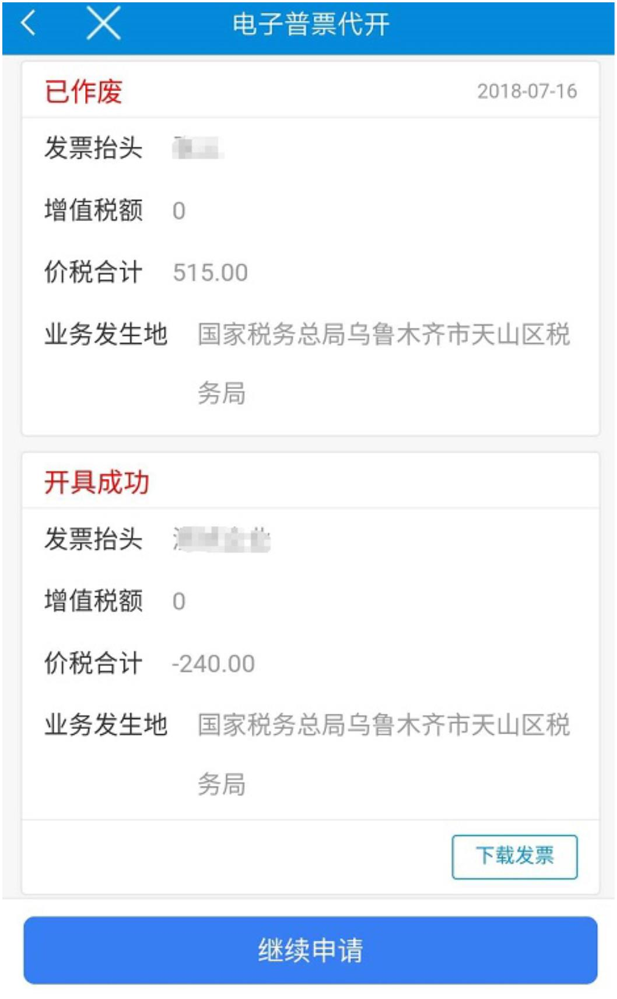 电子普票代开
已作废 2018-07-16
发票抬头
增值税额 0
价税合计 515.00
业务发生地 国家税务总局乌鲁木齐市天山区税
务局
开具成功
发票抬头
增值税额 0
价税合计 -240.00
业务发生地 国家税务总局乌鲁木齐市天山区税
务局
下载发票
继续申请